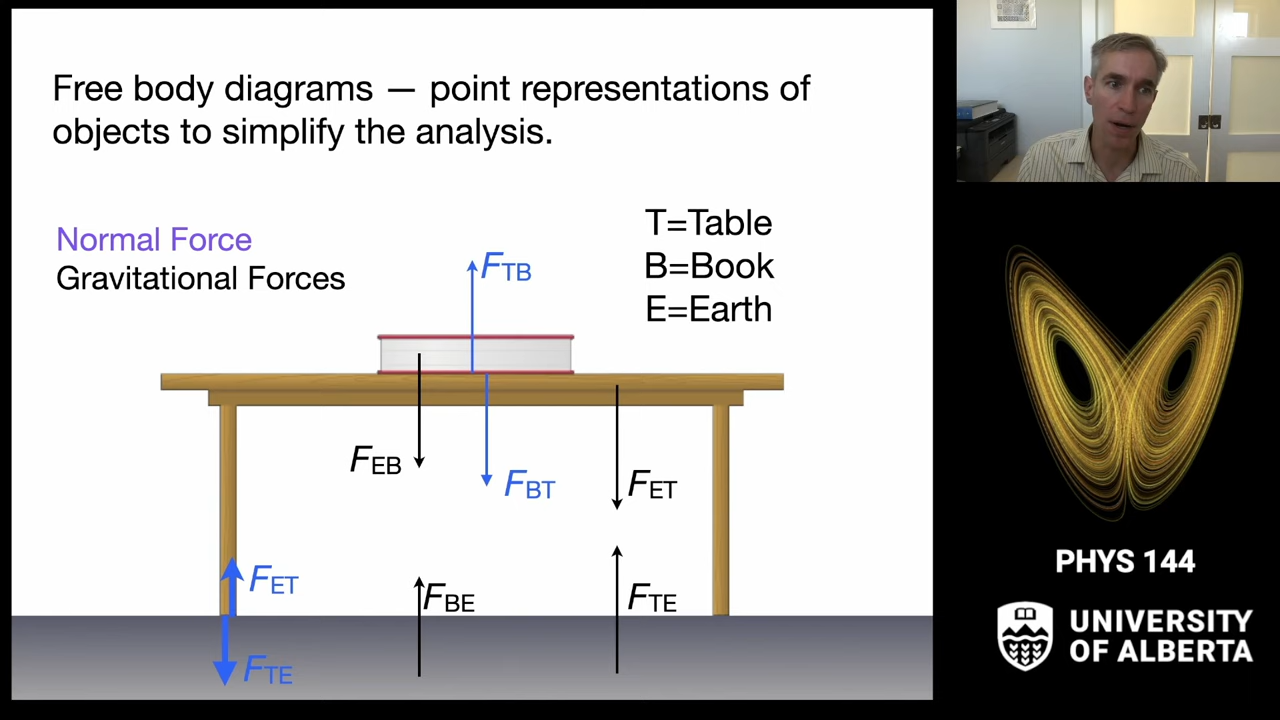 Free body diagrams — point representations of
objects to simplify the analysis.
Normal Force
Gravitational Forces
T=Table
B=Book
E=Earth
FTB
FEB
FBT
FET
FET
FBE
FTE
FTE
PHYS 144
UNIVERSITY
OF ALBERTA